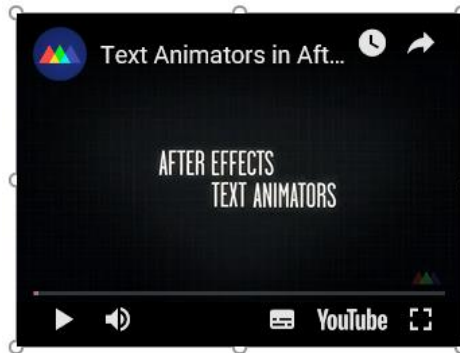 Text Animators in Aft...
AFTER EFFECTS
TEXT ANIMATORS
YouTube